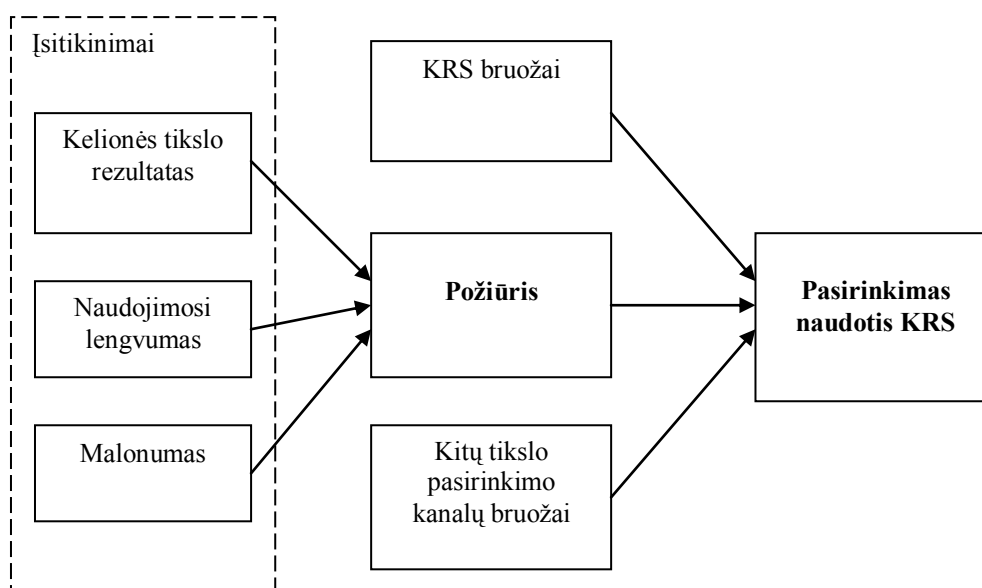 Įsitikinimai
Kelionės tikslo
rezultatas
Naudojimosi
lengvumas
Malonumas
KRS bruožai
Požiūris
Kitų tikslo
pasirinkimo
kanalų bruožai
Pasirinkimas
naudotis KRS